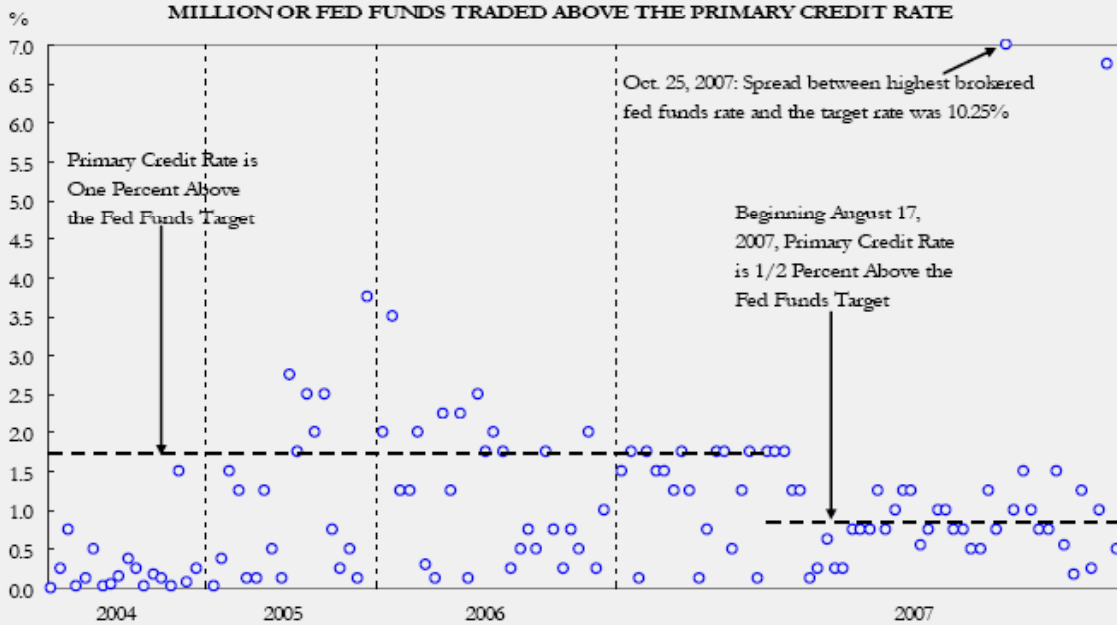 MILLION OR FED FUNDS TRADED ABOVE THE PRIMARY CREDIT RATE
%
7.0
6.5
6.0
5.5
5.0
4.5
4.0
3.5
3.0
2.5
2.0
1.5
1.0
0.5
0.0
Oct. 25, 2007: Spread between highest brokered
fed funds rate and the target rate was 10.25%
Primary Credit Rate is
One Percent Above
the Fed Funds Target
Beginning August 17,
2007, Primary Credit Rate
is 1/2 Percent Above the
Fed Funds Target
2004
2005
2006
2007